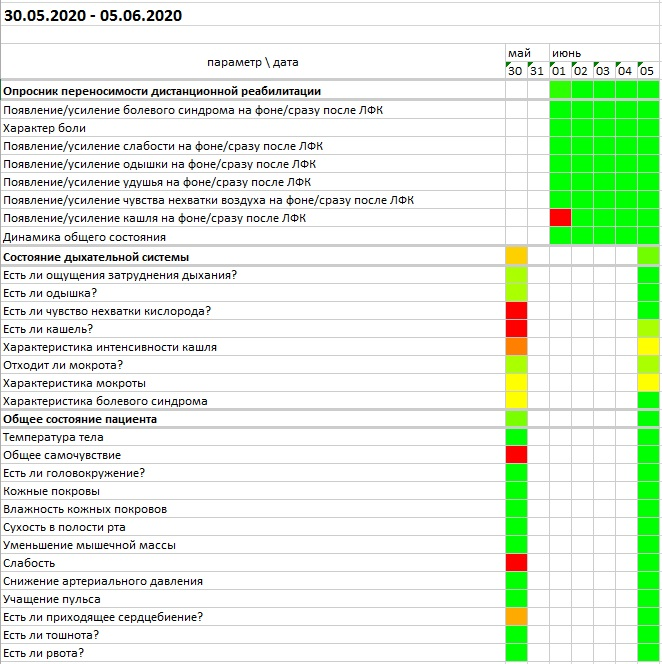 30.05.2020 - 05.06.2020
параметр \ дата
май июнь
30 31 01 02 03 04 05
Опросник переносимости дистанционной реабилитации
Появление/усиление болевого синдрома на фоне/сразу после ЛФК
Характер боли
Появление/усиление слабости на фоне/сразу после ЛФК
Появление/усиление одышки на фоне/сразу после ЛФК
Появление/усиление удушья на фоне/сразу после ЛФК
Появление/усиление чувства нехватки воздуха на фоне/сразу после ЛФК
Появление/усиление кашля на фоне/сразу после ЛФК
Динамика общего состояния
Состояние дыхательной системы
Есть ли ощущения затруднения дыхания?
Есть ли одышка?
Есть ли чувство нехватки кислорода?
Есть ли кашель?
Характеристика интенсивности кашля
Отходит ли мокрота?
Характеристика мокроты
Характеристика болевого синдрома
Общее состояние пациента
Температура тела
Общее самочувствие
Есть ли головокружение?
Кожные покровы
Влажность кожных покровов
Сухость в полости рта
Уменьшение мышечной массы
Слабость
Снижение артериального давления
Учащение пульса
Есть ли приходящее сердцебиение?
Есть ли тошнота?
Есть ли рвота?